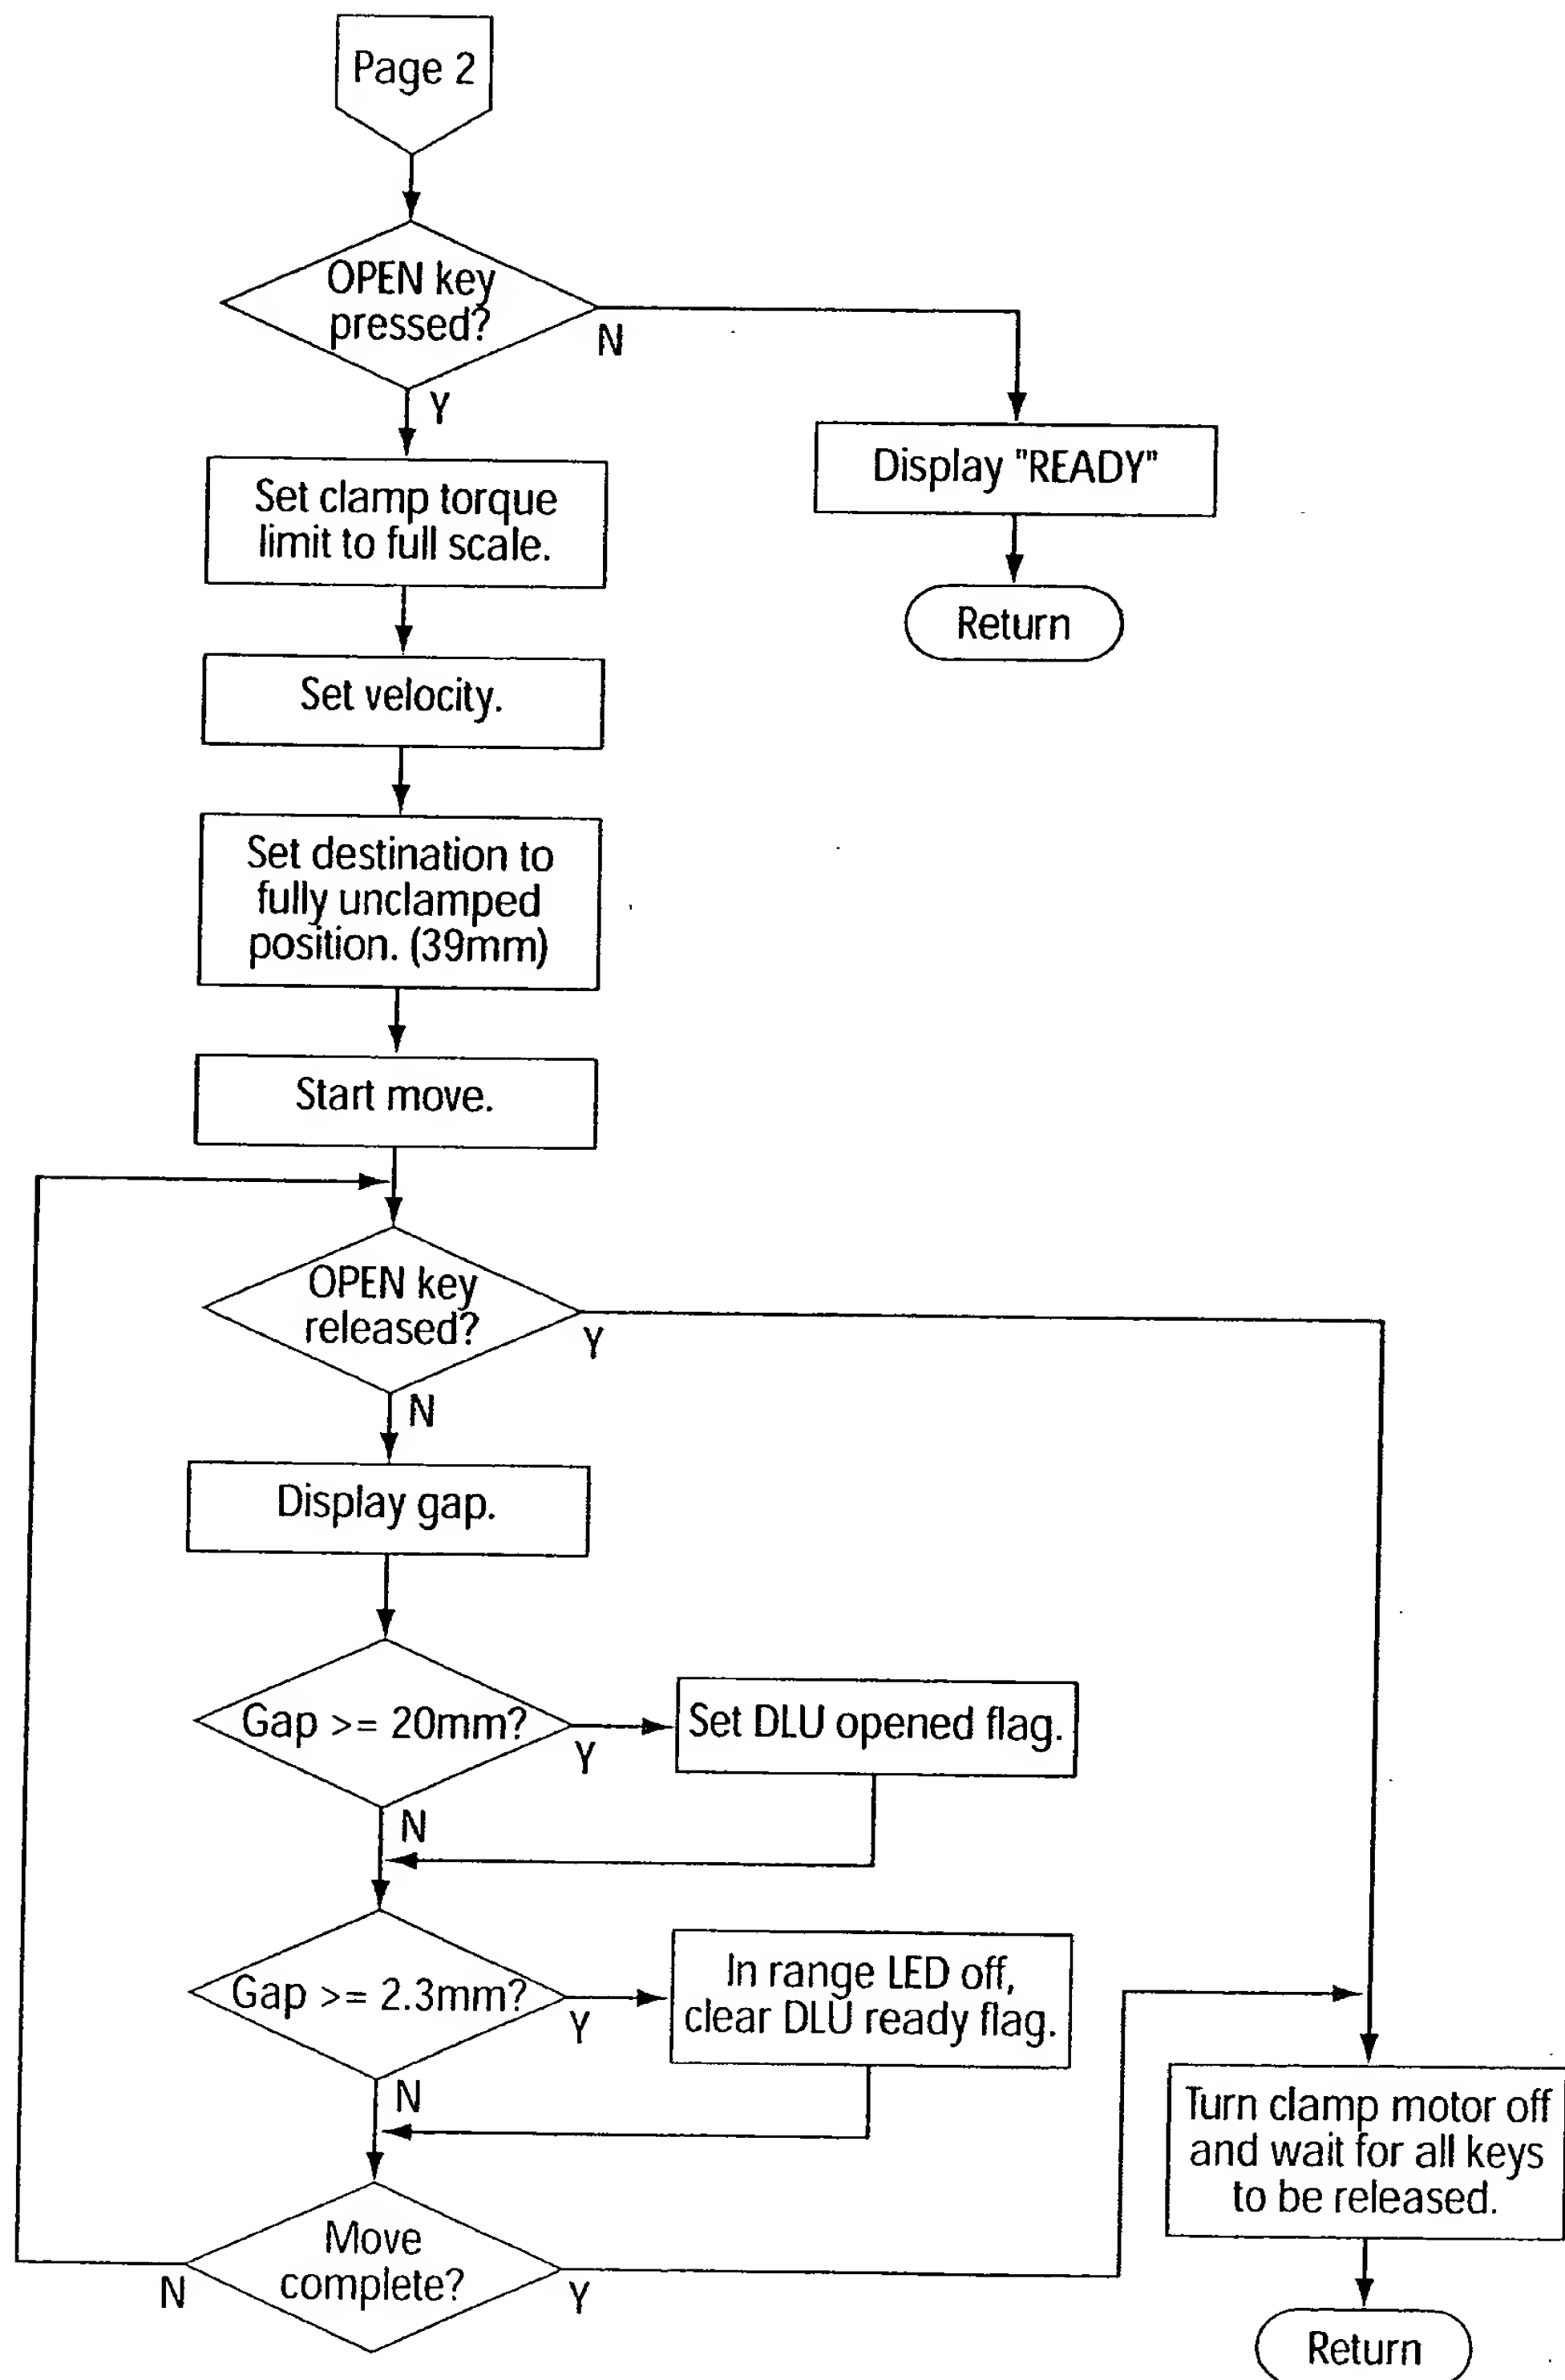 Page 2
OPEN key
pressed?
N
Y
Display "READY"
Set clamp torque
limit to full scale.
Return
Set velocity.
Set destination to
fully unclamped
position. (39mm)
Start move.
OPEN key
released?
Y
N
Display gap.
Gap >= 20mm?
Y
Set DLU opened flag.
N
Gap >= 2.3mm?
Y
In range LED off,
clear DLU ready flag.
N
Turn clamp motor off
and wait for all keys
to be released.
Move
complete?
N
Y
Return